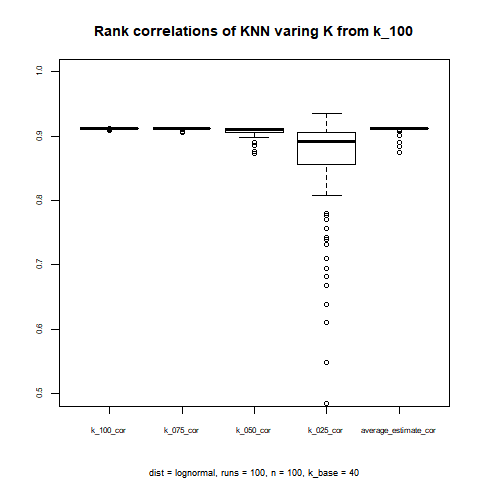 Rank correlations of KNN varing K from k_100
1.0
0.9
0.8
0.7
0.6
0.5
k_100_cor k_075_cor k_050_cor k_025_cor average_estimate_cor
dist = lognormal, runs = 100, n = 100, k_base = 40